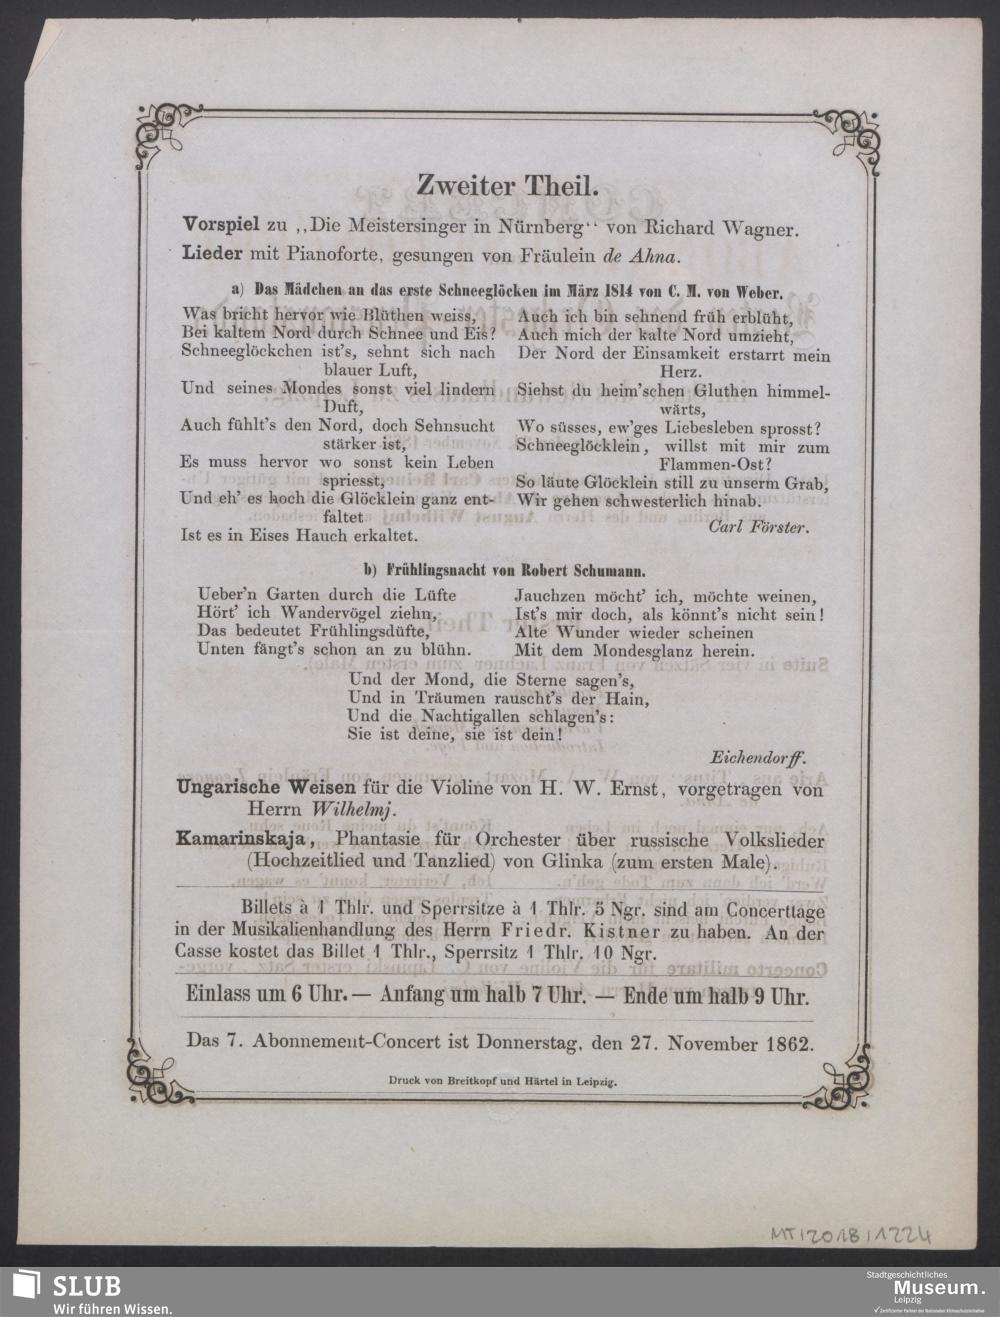 Zweiter Theil.
Vorspiel zu ,,Die Meistersinger in Nürnberg‘‘ von Richard Wagner.
Lieder mit Pianoforte, gesungen von Fräulein de Ahna.
a) Das Mädchen an das erste Schneeglöcken im März 1814 von C. M. von Weber.
Was bricht hervor wie Blüthen weiss,
Bei kaltem Nord durch Schnee und Eis?
Schneeglöckchen ist's, sehnt sich nach
blauer Luft,
Und seines Mondes sonst viel lindern
Duft,
Auch fühlt's den Nord, doch Sehnsucht
stärker ist,
Es muss hervor wo sonst kein Leben
spriesst,
Und eh' es hoch die Glöcklein ganz ent-
faltet
Ist es in Eises Hauch erkaltet.
Auch ich bin sehnend früh erblüht,
Auch mich der kalte Nord umzieht,
Der Nord der Einsamkeit erstarrt mein
Herz.
Siehst du heim'schen Gluthen himmel-
wärts,
Wo süsses, ew'ges Liebesleben sprosst?
Schneeglöcklein, willst mit mir zum
Flammen-Ost?
So läute Glöcklein still zu unserm Grab,
Wir gehen schwesterlich hinab.
Carl Förster.
b) Frühlingsnacht von Robert Schumann.
Ueber'n Garten durch die Lüfte
Hört' ich Wandervögel ziehn,
Das bedeutet Frühlingsdüfte,
Unten fängt's schon an zu blühn.
Jauchzen möcht' ich, möchte weinen,
Ist's mir doch, als könnt's nicht sein!
Alte Wunder wieder scheinen
Mit dem Mondesglanz herein.
Und der Mond, die Sterne sagen's,
Und in Träumen rauscht's der Hain,
Und die Nachtigallen schlagen's:
Sie ist deine, sie ist dein!
Eichendorff.
Ungarische Weisen für die Violine von H. W. Ernst, vorgetragen von
Herrn Wilhelmj.
Kamarinskaja, Phantasie für Orchester über russische Volkslieder
(Hochzeitlied und Tanzlied) von Glinka (zum ersten Male).
Billets à 1 Thlr. und Sperrsitze à 1 Thlr. 5 Ngr. sind am Concerttage
in der Musikalienhandlung des Herrn Friedr. Kistner zu haben. An der
Casse kostet das Billet 1 Thlr., Sperrsitz 1 Thlr. 10 Ngr.
Einlass um 6 Uhr. — Anfang um halb 7 Uhr. — Ende um halb 9 Uhr.
Das 7. Abonnement-Concert ist Donnerstag, den 27. November 1862.
Druck von Breitkopf und Härtel in Leipzig.
MT/2018/1224
SLUB
Wir führen Wissen.
Stadtgeschichtliches
Museum.
Leipzig
Zertifizierter Partner der Nationalen Klimaschutzinitiative